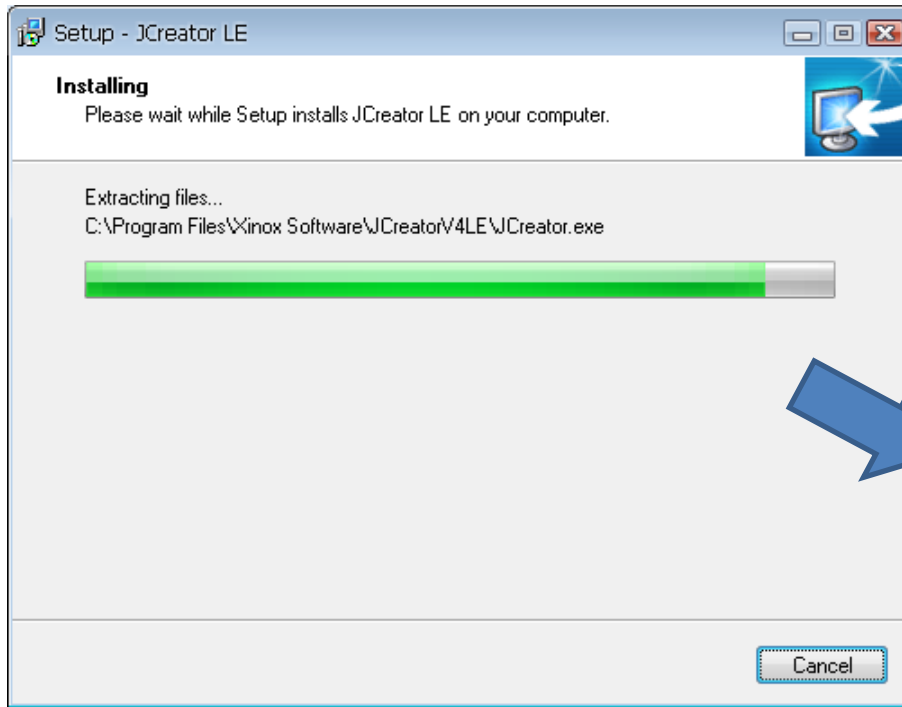 Setup - JCreator LE
Installing
Please wait while Setup installs JCreator LE on your computer.
Extracting files...
C:\Program Files\Xinox Software\JCreatorV4LE\JCreator.exe
Cancel